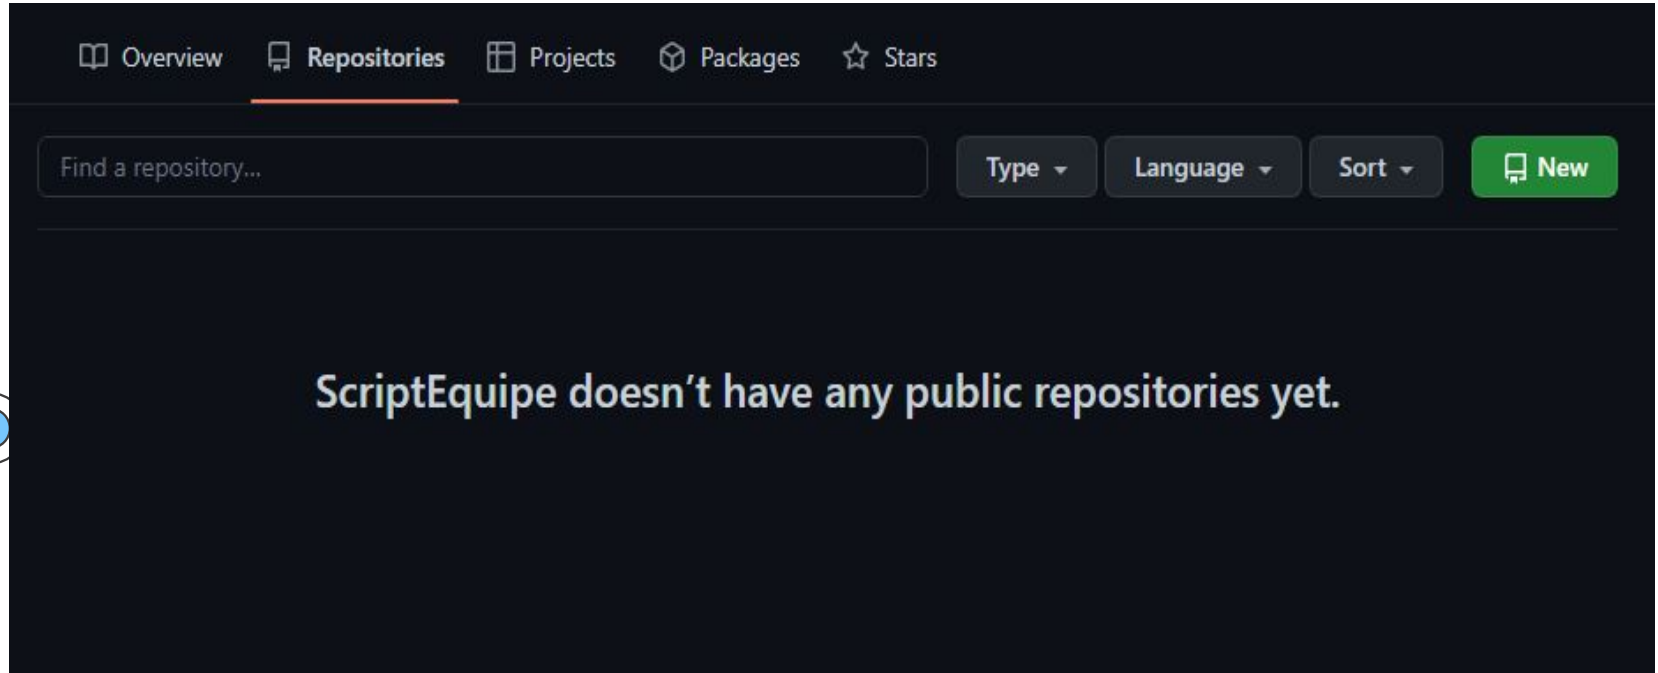 Overview Repositories Projects Packages Stars
Find a repository... Type Language Sort New
ScriptEquipe doesn’t have any public repositories yet.